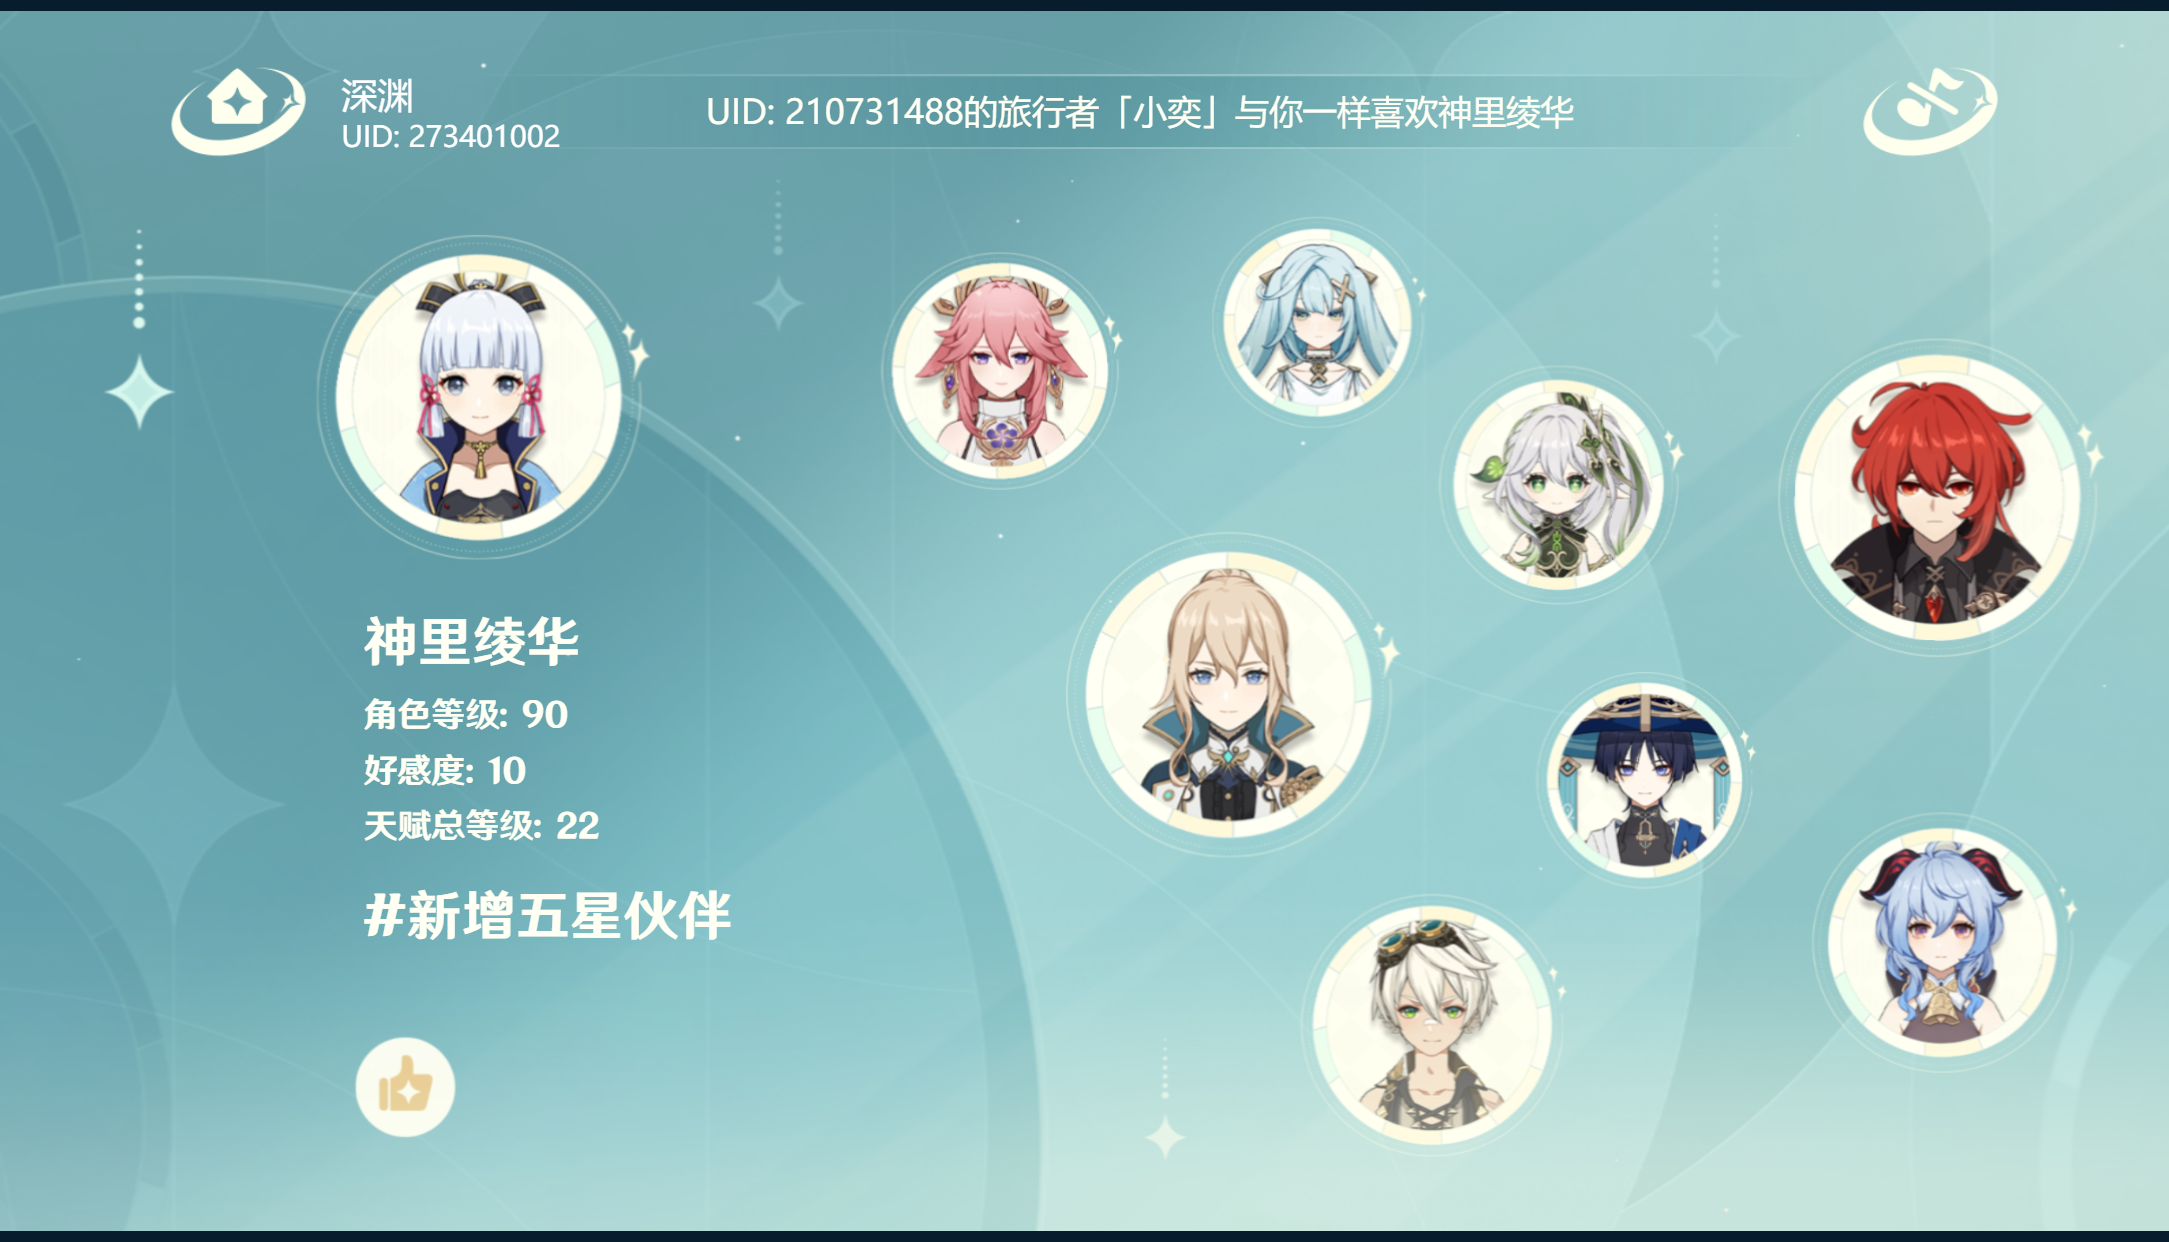 深渊
UID: 273401002
UID: 210731488的旅行者「小奕」与你一样喜欢神里绫华
神里绫华
角色等级: 90
好感度: 10
天赋总等级: 22
#新增五星伙伴